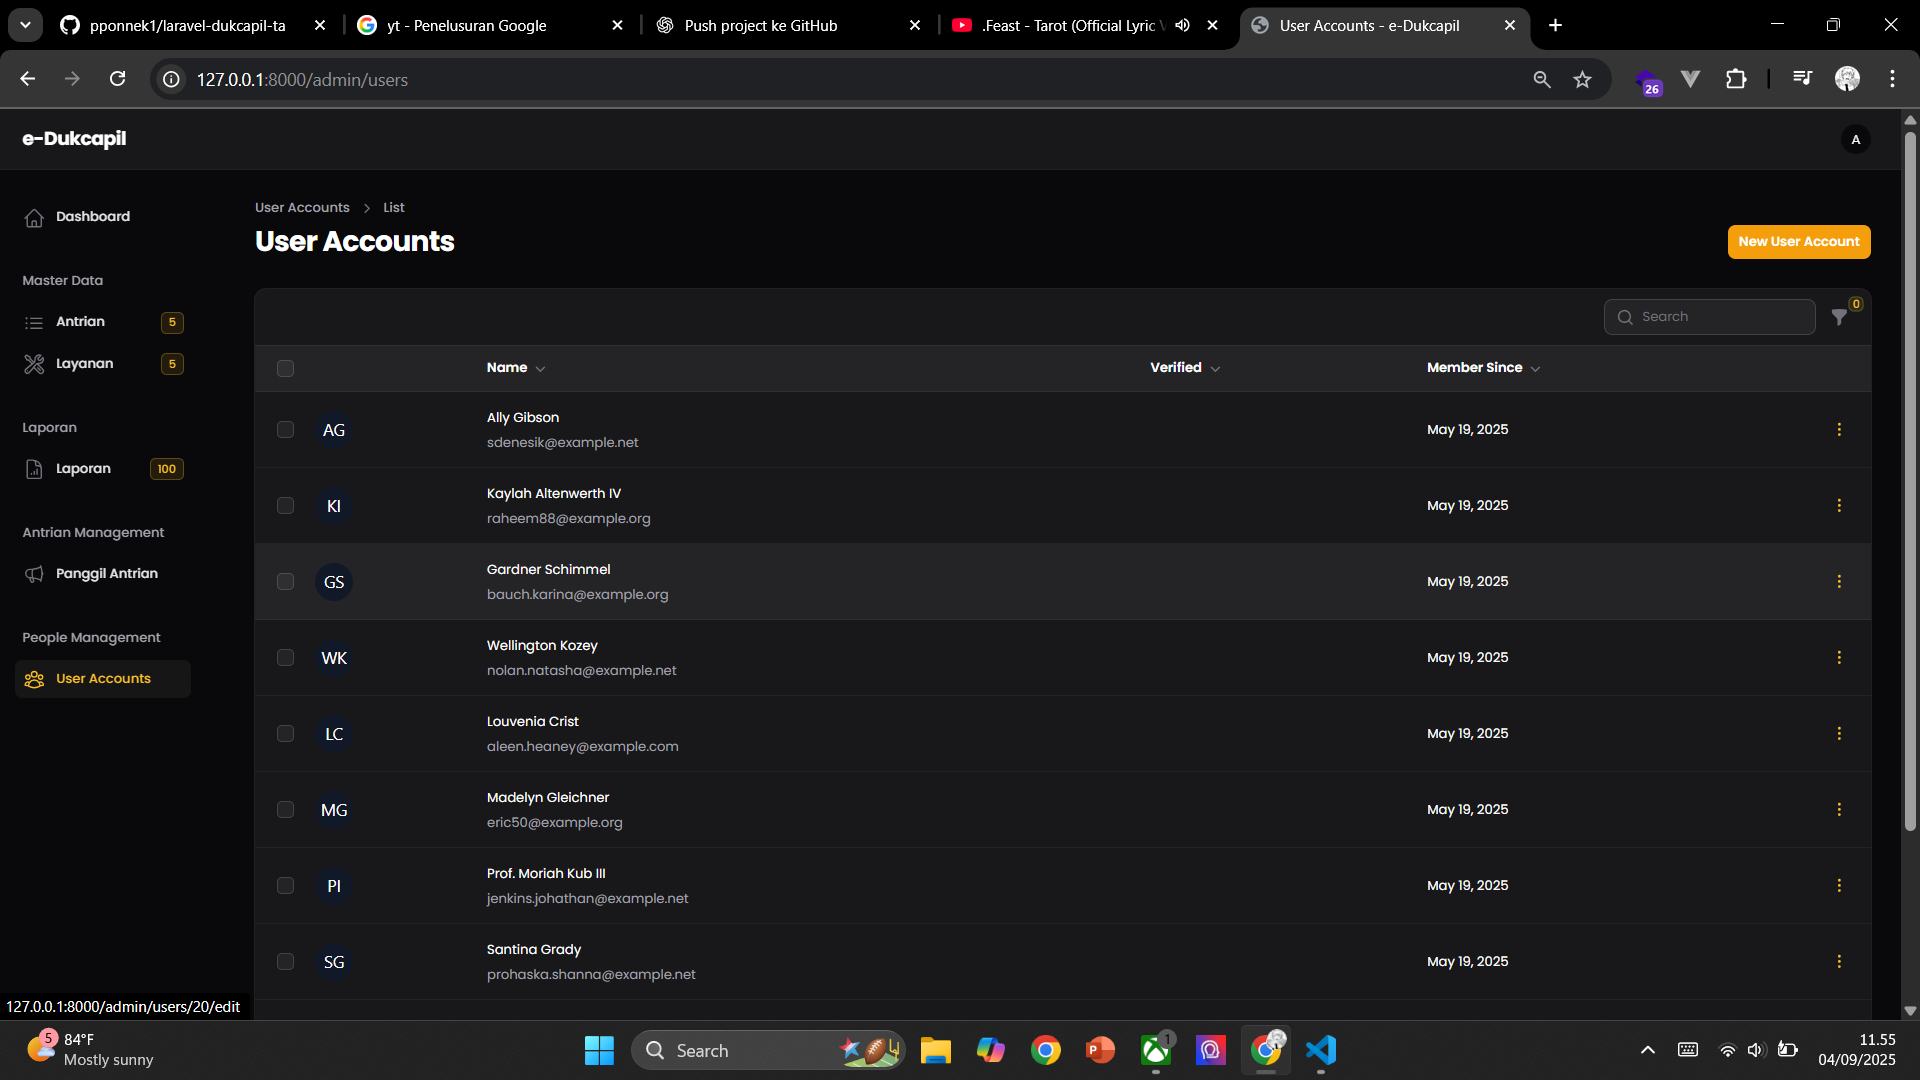 pponnek1/laravel-dukcapil-ta
yt - Penelusuran Google
Push project ke GitHub
.Feast - Tarot (Official Lyric V
User Accounts - e-Dukcapil
127.0.0.1:8000/admin/users
26
e-Dukcapil
A
Dashboard
Master Data
Antrian 5
Layanan 5
Laporan
Laporan 100
Antrian Management
Panggil Antrian
People Management
User Accounts
User Accounts > List
User Accounts
New User Account
Search
0
Name Verified Member Since
AG Ally Gibson May 19, 2025
sdenesik@example.net
KI Kaylah Altenwerth IV May 19, 2025
raheem88@example.org
GS Gardner Schimmel May 19, 2025
bauch.karina@example.org
WK Wellington Kozey May 19, 2025
nolan.natasha@example.net
LC Louvenia Crist May 19, 2025
aleen.heaney@example.com
MG Madelyn Gleichner May 19, 2025
eric50@example.org
PI Prof. Moriah Kub III May 19, 2025
jenkins.johathan@example.net
SG Santina Grady May 19, 2025
prohaska.shanna@example.net
127.0.0.1:8000/admin/users/20/edit
5
84°F
Mostly sunny
Search
P
1
11.55
04/09/2025